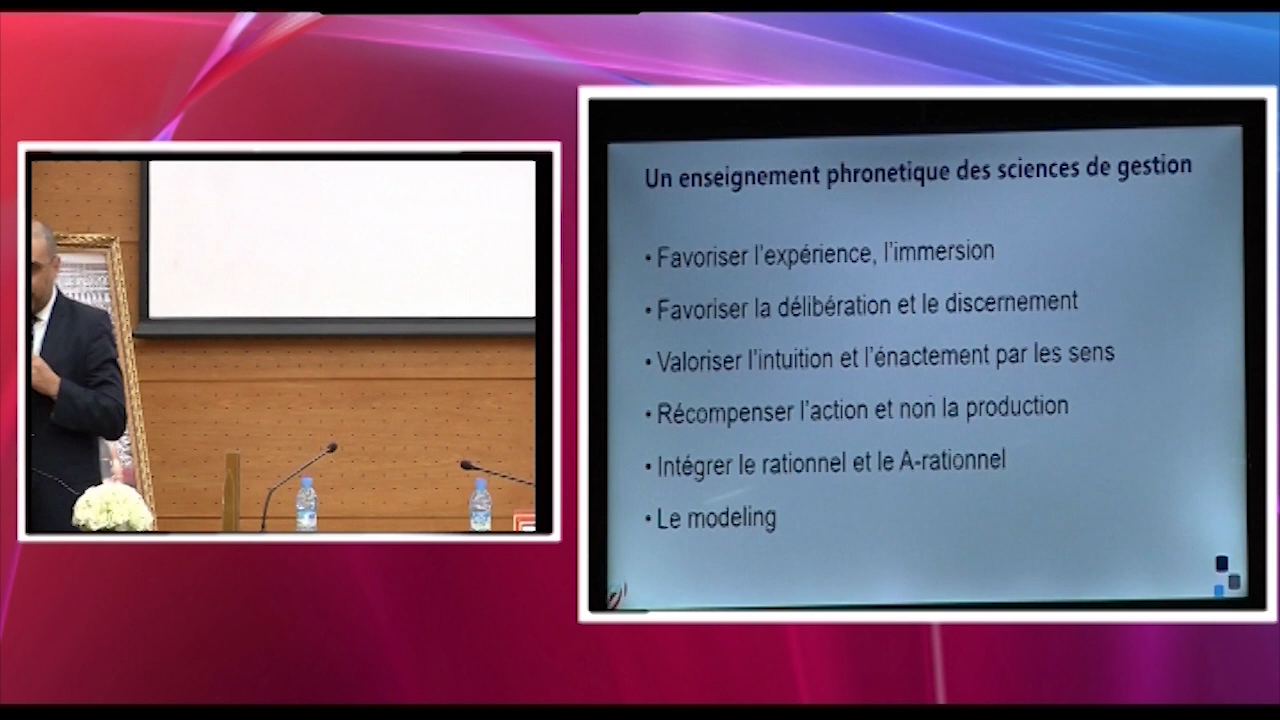 Un enseignement phronetique des sciences de gestion
• Favoriser l'expérience, l'immersion
• Favoriser la délibération et le discernement
• Valoriser l'intuition et l'énactement par les sens
• Récompenser l'action et non la production
• Intégrer le rationnel et le A-rationnel
• Le modeling